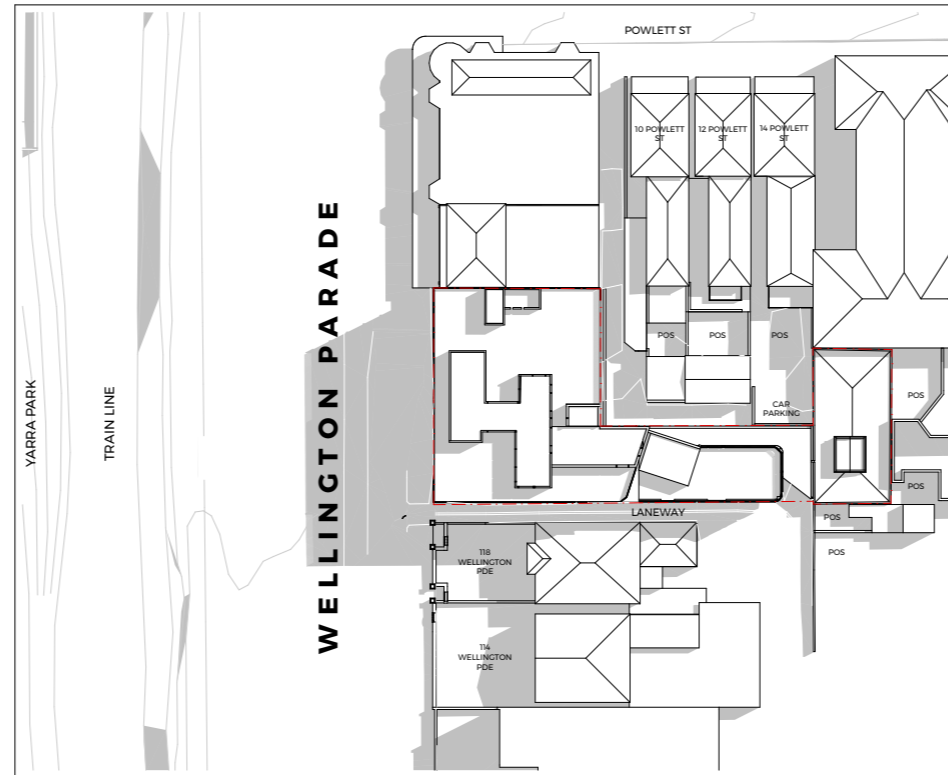 POWLETT ST
10 POWLETT
ST
12 POWLETT
ST
14 POWLETT
ST
WELLINGTON PARADE
YARRA PARK
TRAIN LINE
POS
POS
POS
CAR
PARKING
POS
POS
POS
POS
LANEWAY
118
WELLINGTON
PDE
114
WELLINGTON
PDE